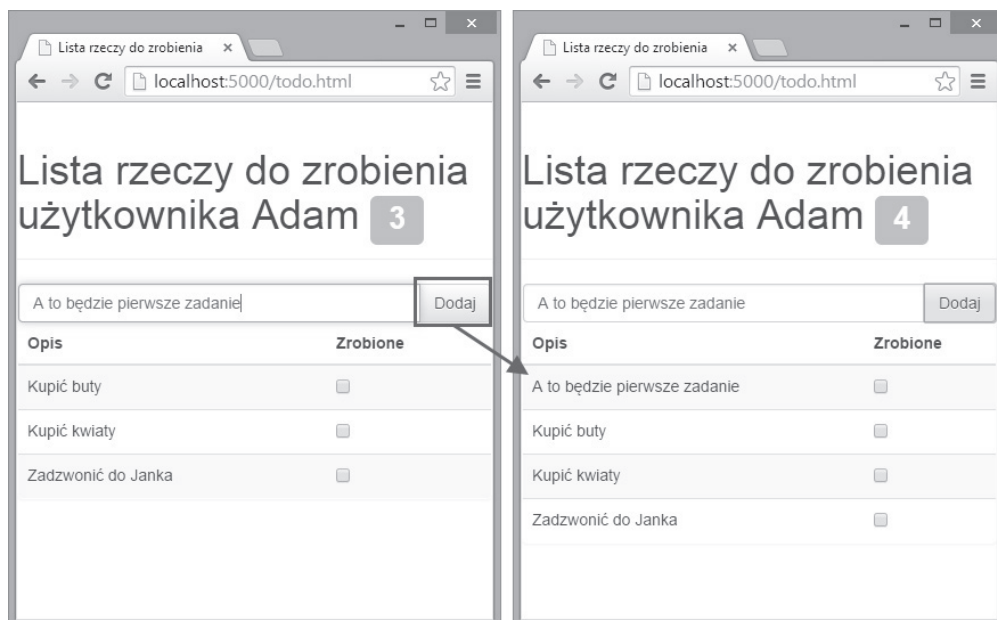 Lista rzeczy do zrobienia
localhost:5000/todo.html
Lista rzeczy do zrobienia
użytkownika Adam 3
A to będzie pierwsze zadanie
Dodaj
Opis Zrobione
Kupić buty
Kupić kwiaty
Zadzwonić do Janka
Lista rzeczy do zrobienia
localhost:5000/todo.html
Lista rzeczy do zrobienia
użytkownika Adam 4
A to będzie pierwsze zadanie
Dodaj
Opis Zrobione
A to będzie pierwsze zadanie
Kupić buty
Kupić kwiaty
Zadzwonić do Janka